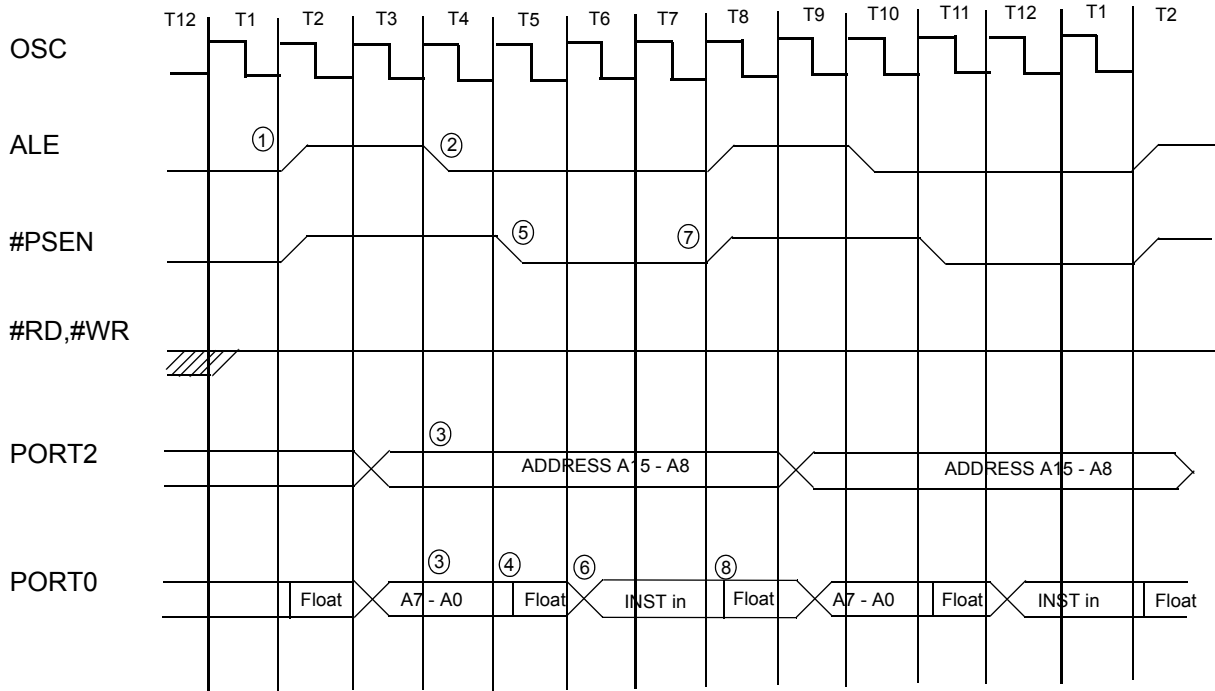 T12 T1 T2 T3 T4 T5 T6 T7 T8 T9 T10 T11 T12 T1 T2
OSC
ALE ① ②
#PSEN ⑤ ⑦
#RD,#WR
③
PORT2 ADDRESS A15 - A8 ADDRESS A15 - A8
③ ④ ⑥ ⑧
PORT0 Float A7 - A0 Float INST in Float A7 - A0 Float INST in Float